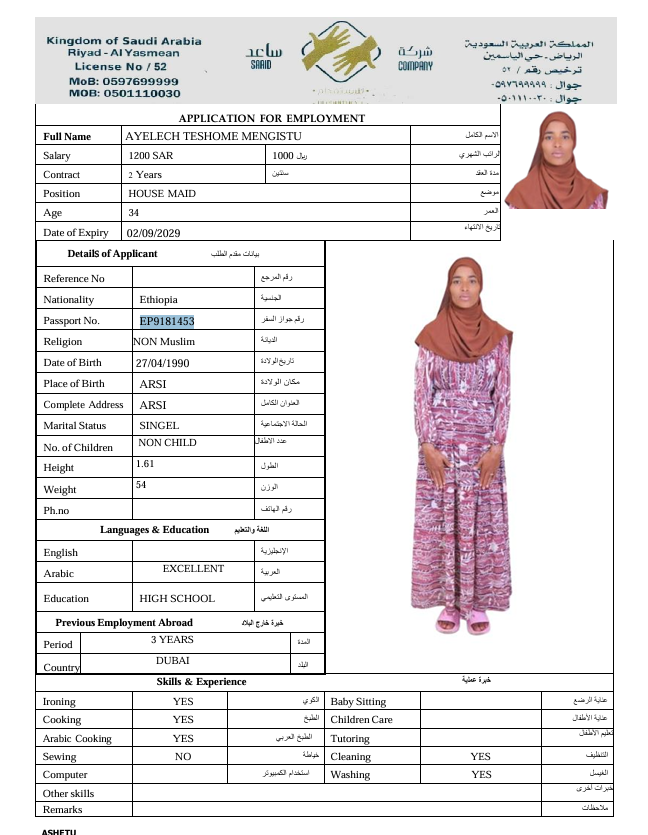 Kingdom of Saudi Arabia
Riyad - Al Yasmean
License No / 52
MoB: 0597699999
MOB: 0501110030
ساعد
SARID
شركة
COMPANY
المملكة العربية السعودية
الرياض-حي الياسمين
ترخيص رقم / ٥٢
جوال : ٠٥٩٧٦٩٩٩٩٩
جوال : ٠٥٠١١١٠٠٣٠
APPLICATION FOR EMPLOYMENT
Full Name AYELECH TESHOME MENGISTU الاسم الكامل
Salary 1200 SAR 1000 ريال الراتب الشهري
Contract 2 Years سنتين مدة العقد
Position HOUSE MAID موضع
Age 34 العمر
Date of Expiry 02/09/2029 تاريخ الانتهاء
Details of Applicant بيانات مقدم الطلب
Reference No رقم المرجع
Nationality Ethiopia الجنسية
Passport No. EP9181453 رقم جواز السفر
Religion NON Muslim الديانة
Date of Birth 27/04/1990 تاريخ الولادة
Place of Birth ARSI مكان الولادة
Complete Address ARSI العنوان الكامل
Marital Status SINGEL الحالة الاجتماعية
No. of Children NON CHILD عدد الاطفال
Height 1.61 الطول
Weight 54 الوزن
Ph.no رقم الهاتف
Languages & Education اللغة والتعليم
English الإنجليزية
Arabic EXCELLENT العربية
Education HIGH SCHOOL المستوى التعليمي
Previous Employment Abroad خبرة خارج البلاد
Period 3 YEARS المدة
Country DUBAI البلد
Skills & Experience خبرة عملية
Ironing YES الكوي Baby Sitting عناية الرضع
Cooking YES الطبخ Children Care عناية الأطفال
Arabic Cooking YES الطبخ العربي Tutoring تعليم الأطفال
Sewing NO خياطة Cleaning YES التنظيف
Computer استخدام الكمبيوتر Washing YES الغيسل
Other skills خبرات أخرى
Remarks ملاحظات
ASHETU